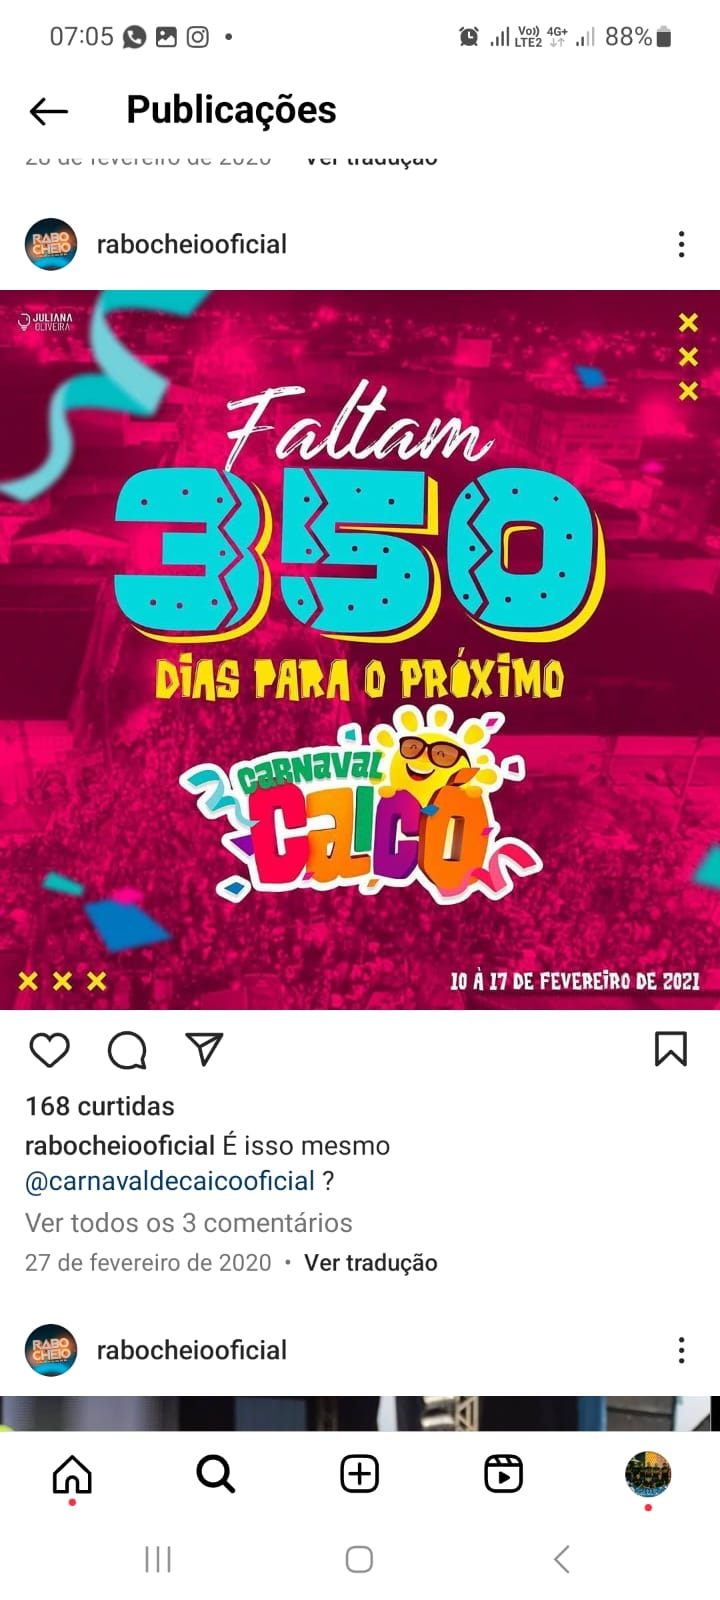 07:05
Vo)) 4G+ 88%
LTE2
Publicações
26 de fevereiro de 2020 Ver tradução
RABO
CHEIO
rabocheiooficial
JULIANA
OLIVEIRA
Faltam
350
DIAS PARA O PRÓXIMO
CARNAVAL
CAICÓ
10 À 17 DE FEVEREIRO DE 2021
168 curtidas
rabocheiooficial É isso mesmo
@carnavaldecaicooficial ?
Ver todos os 3 comentários
27 de fevereiro de 2020 • Ver tradução
RABO
CHEIO
rabocheiooficial